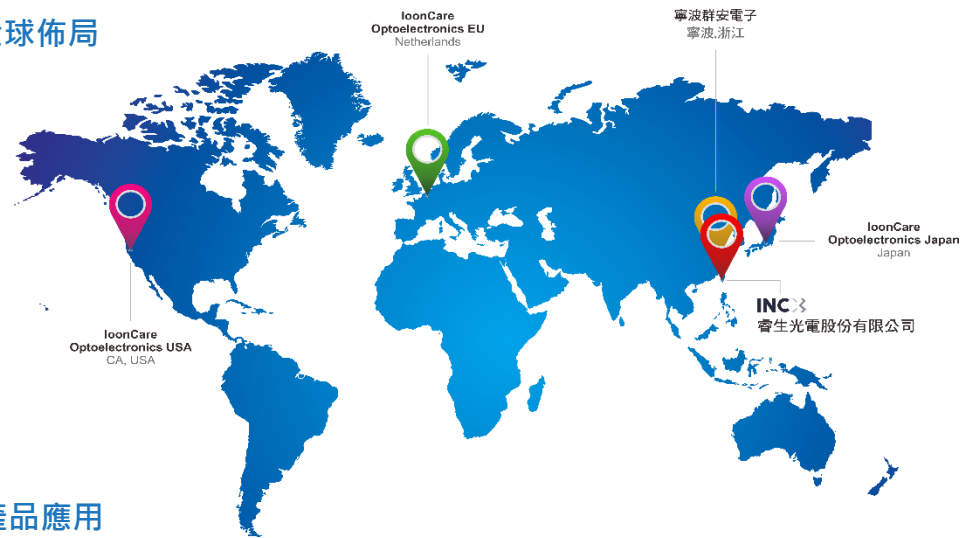 全球佈局
IoonCare
Optoelectronics EU
Netherlands
寧波群安電子
寧波,浙江
IoonCare
Optoelectronics Japan
Japan
INCX
睿生光電股份有限公司
IoonCare
Optoelectronics USA
CA, USA
產品應用